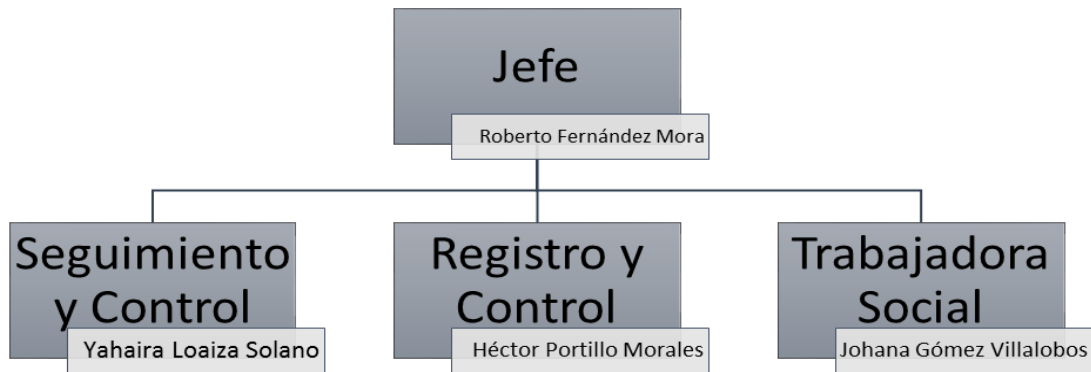 Jefe
Roberto Fernández Mora
Seguimiento
y Control
Yahaira Loaiza Solano
Registro y
Control
Héctor Portillo Morales
Trabajadora
Social
Johana Gómez Villalobos